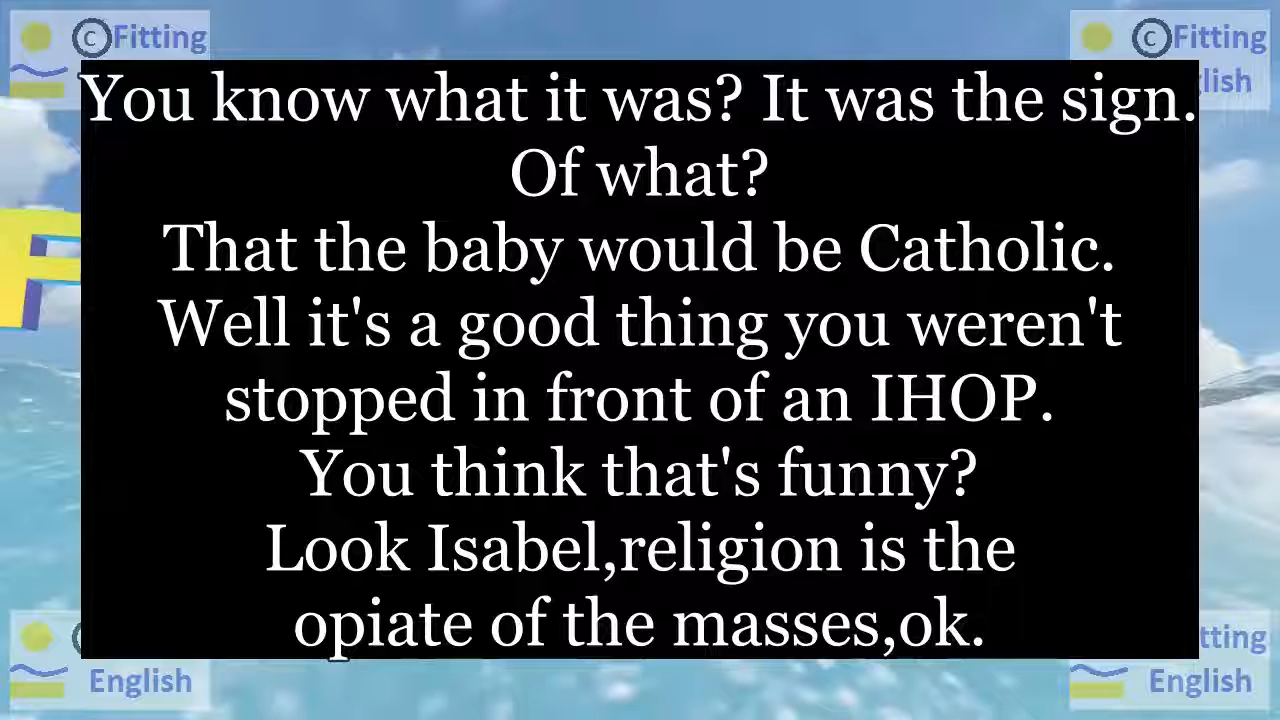 ©Fitting
©Fitting
glish
You know what it was? It was the sign.
Of what?
That the baby would be Catholic.
Well it's a good thing you weren't
stopped in front of an IHOP.
You think that's funny?
Look Isabel,religion is the
opiate of the masses,ok.
tting
English
English